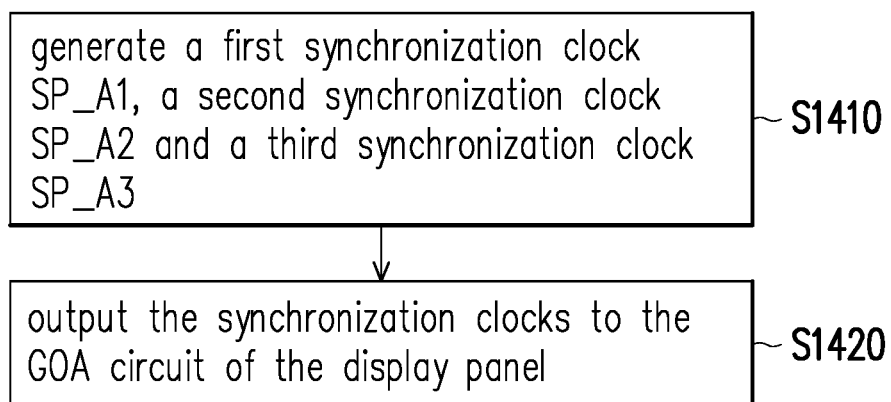 generate a first synchronization clock
SP_A1, a second synchronization clock
SP_A2 and a third synchronization clock
SP_A3
S1410
output the synchronization clocks to the
GOA circuit of the display panel
S1420